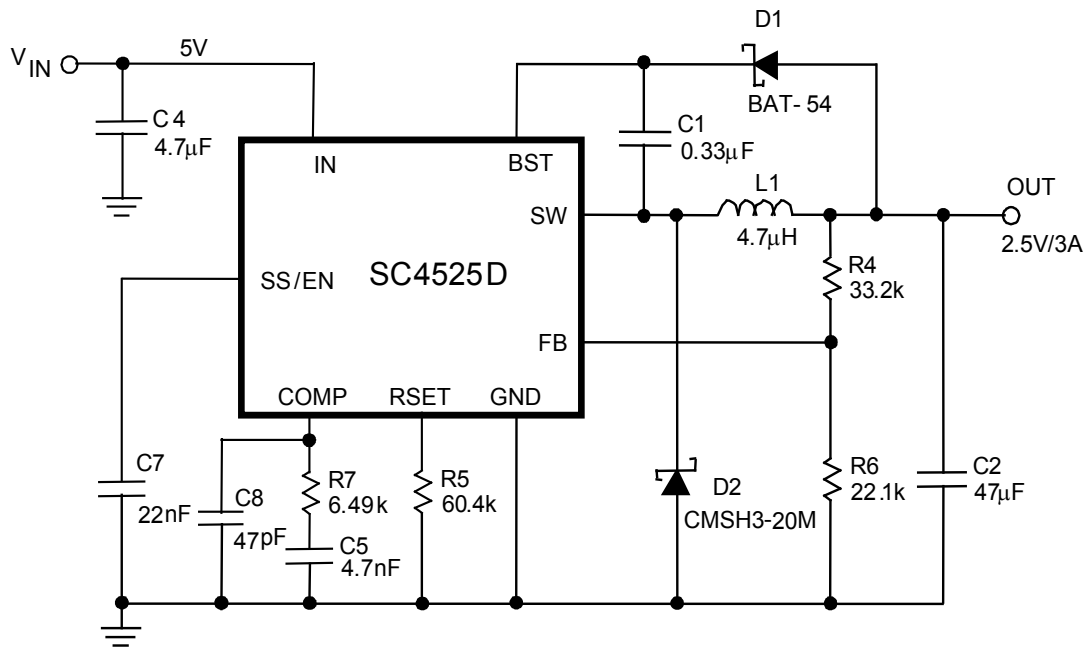 D1
V IN
5V
BAT-54
C4
4.7µF
C1
0.33µF
IN
BST
L1
OUT
SW
4.7µH
2.5V/3A
SS/EN
SC4525D
R4
33.2k
FB
COMP
RSET
GND
C7
22nF
C8
47pF
R7
6.49k
C5
4.7nF
R5
60.4k
D2
CMSH3-20M
R6
22.1k
C2
47µF